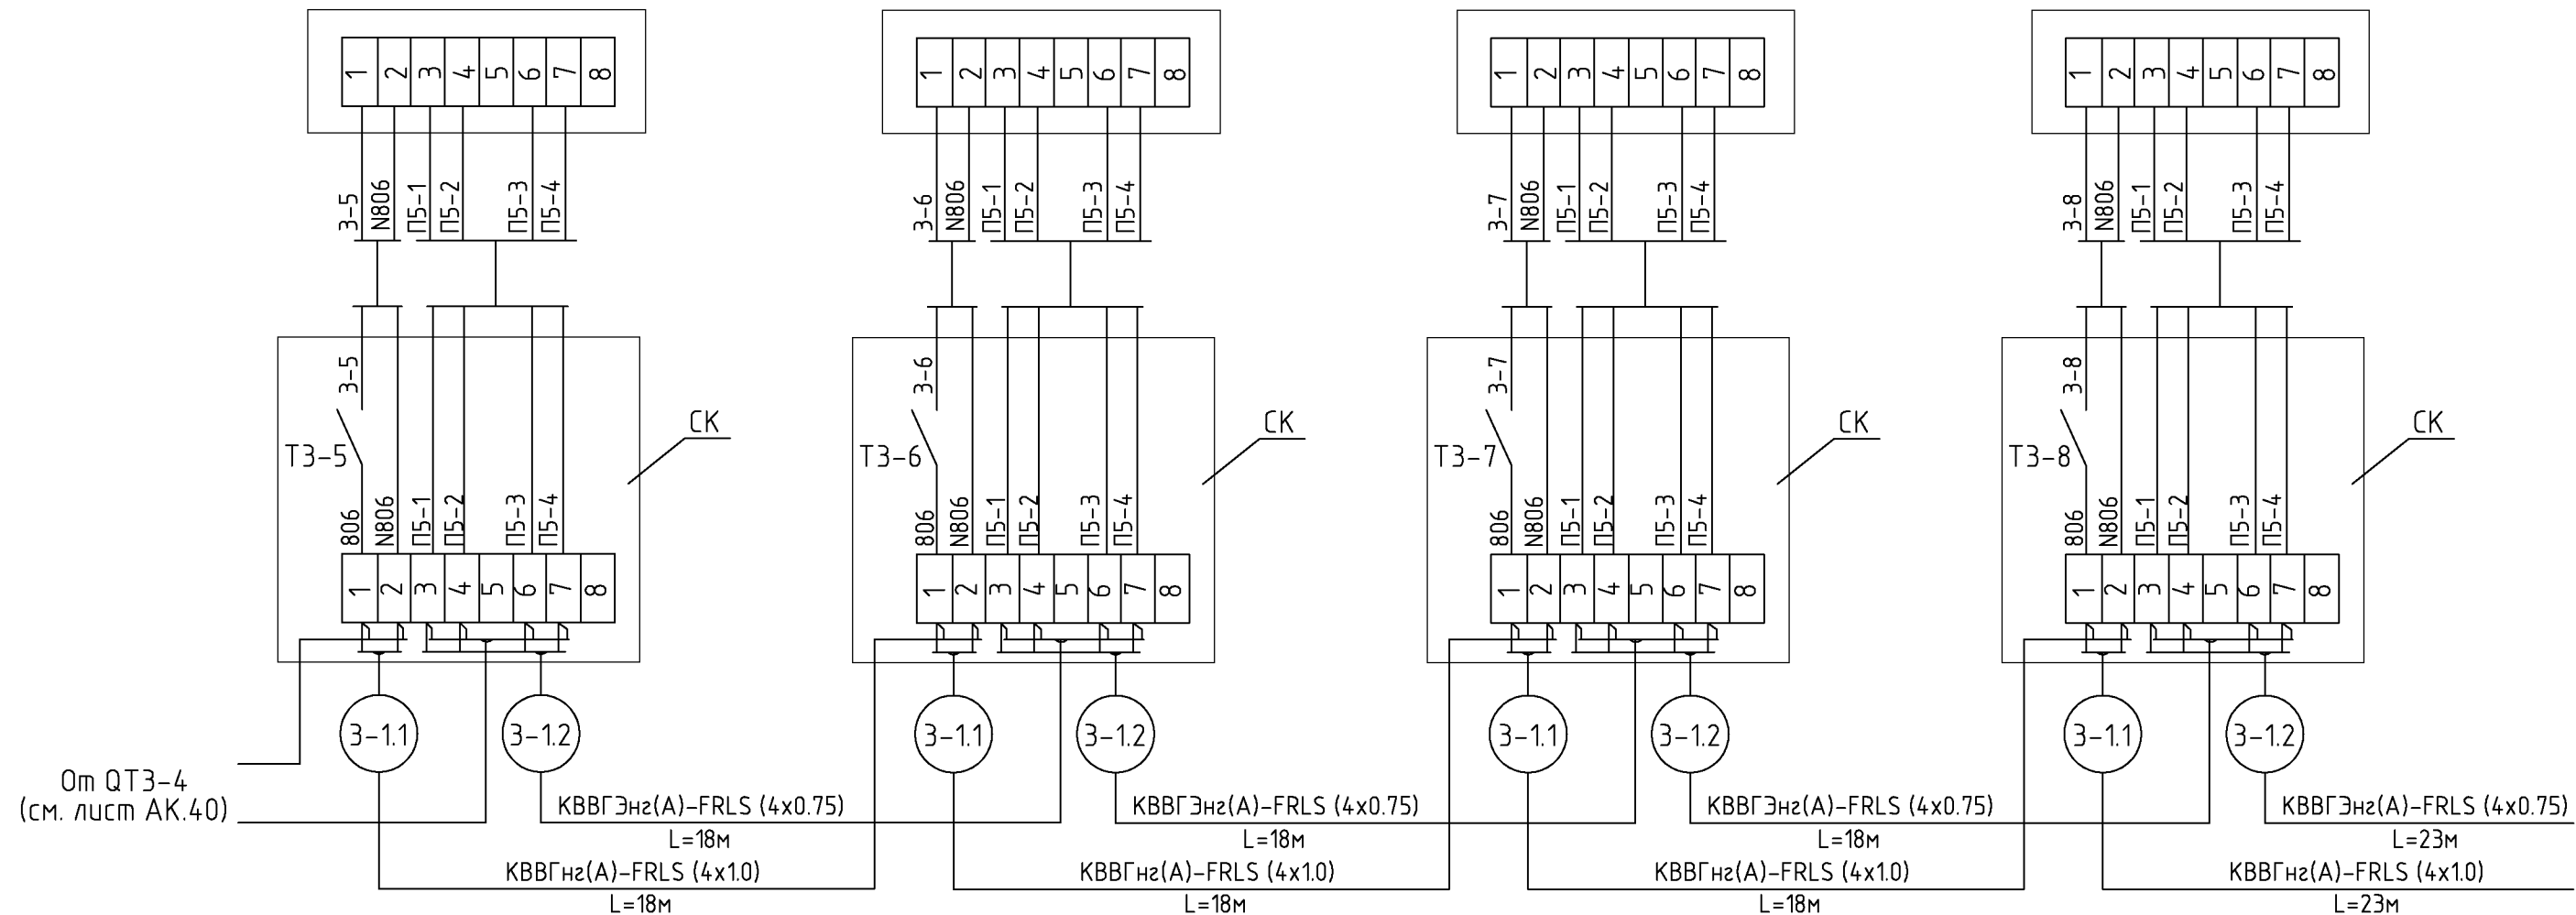 1 2 3 4 5 6 7 8
1 2 3 4 5 6 7 8
1 2 3 4 5 6 7 8
1 2 3 4 5 6 7 8
3-5 N806 П5-1 П5-2 П5-3 П5-4
3-6 N806 П5-1 П5-2 П5-3 П5-4
3-7 N806 П5-1 П5-2 П5-3 П5-4
3-8 N806 П5-1 П5-2 П5-3 П5-4
3-5
3-6
3-7
3-8
СК
СК
СК
СК
Т3-5
Т3-6
Т3-7
Т3-8
806 N806 П5-1 П5-2 П5-3 П5-4
806 N806 П5-1 П5-2 П5-3 П5-4
806 N806 П5-1 П5-2 П5-3 П5-4
806 N806 П5-1 П5-2 П5-3 П5-4
1 2 3 4 5 6 7 8
1 2 3 4 5 6 7 8
1 2 3 4 5 6 7 8
1 2 3 4 5 6 7 8
3-1.1
3-1.2
3-1.1
3-1.2
3-1.1
3-1.2
3-1.1
3-1.2
От QТ3-4
(см. лист АК.40)
КВВГЭнг(А)-FRLS (4х0.75)
L=18м
КВВГЭнг(А)-FRLS (4х0.75)
L=18м
КВВГЭнг(А)-FRLS (4х0.75)
L=18м
КВВГЭнг(А)-FRLS (4х0.75)
L=23м
КВВГнг(А)-FRLS (4х1.0)
L=18м
КВВГнг(А)-FRLS (4х1.0)
L=18м
КВВГнг(А)-FRLS (4х1.0)
L=18м
КВВГнг(А)-FRLS (4х1.0)
L=23м